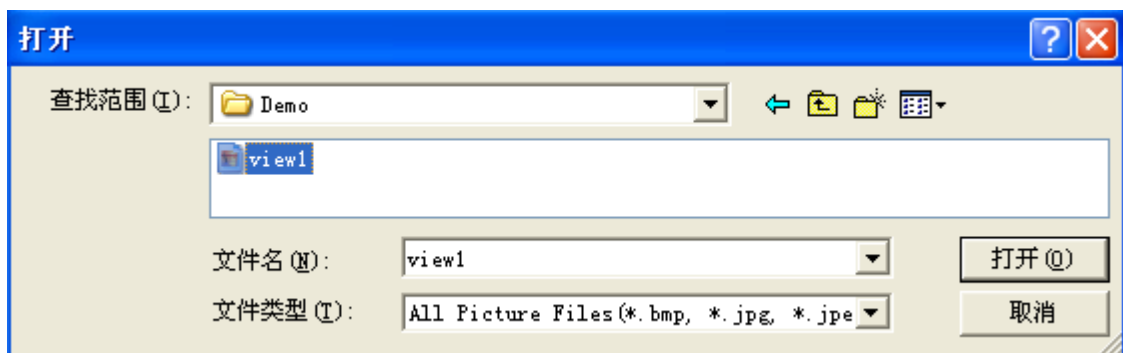 打开
查找范围(I): Demo
view1
文件名(N): view1 打开(O)
文件类型(T): All Picture Files(*.bmp, *.jpg, *.jpe 取消